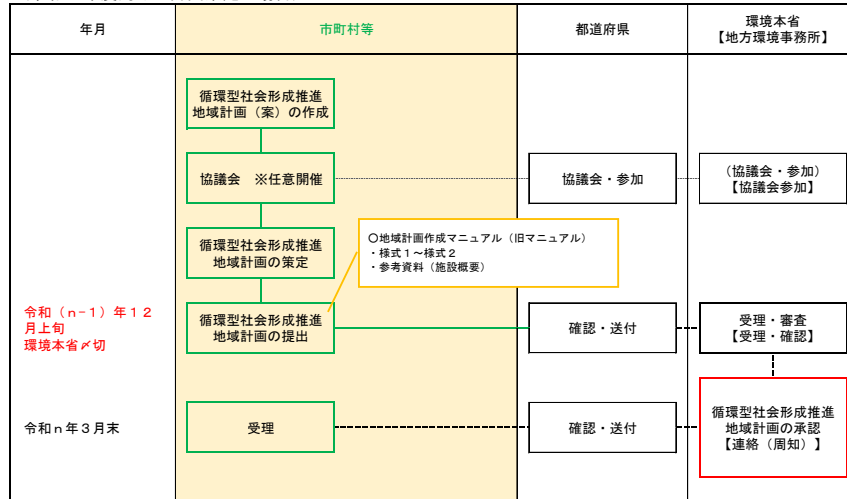 年月
市町村等
都道府県
環境本省
【地方環境事務所】
循環型社会形成推進
地域計画（案）の作成
協議会　※任意開催
協議会・参加
（協議会・参加）
【協議会参加】
循環型社会形成推進
地域計画の策定
〇地域計画作成マニュアル（旧マニュアル）
・様式１～様式２
・参考資料（施設概要）
令和（ｎ-１）年１２
月上旬
環境本省〆切
循環型社会形成推進
地域計画の提出
確認・送付
受理・審査
【受理・確認】
令和ｎ年３月末
受理
確認・送付
循環型社会形成推進
地域計画の承認
【連絡（周知）】